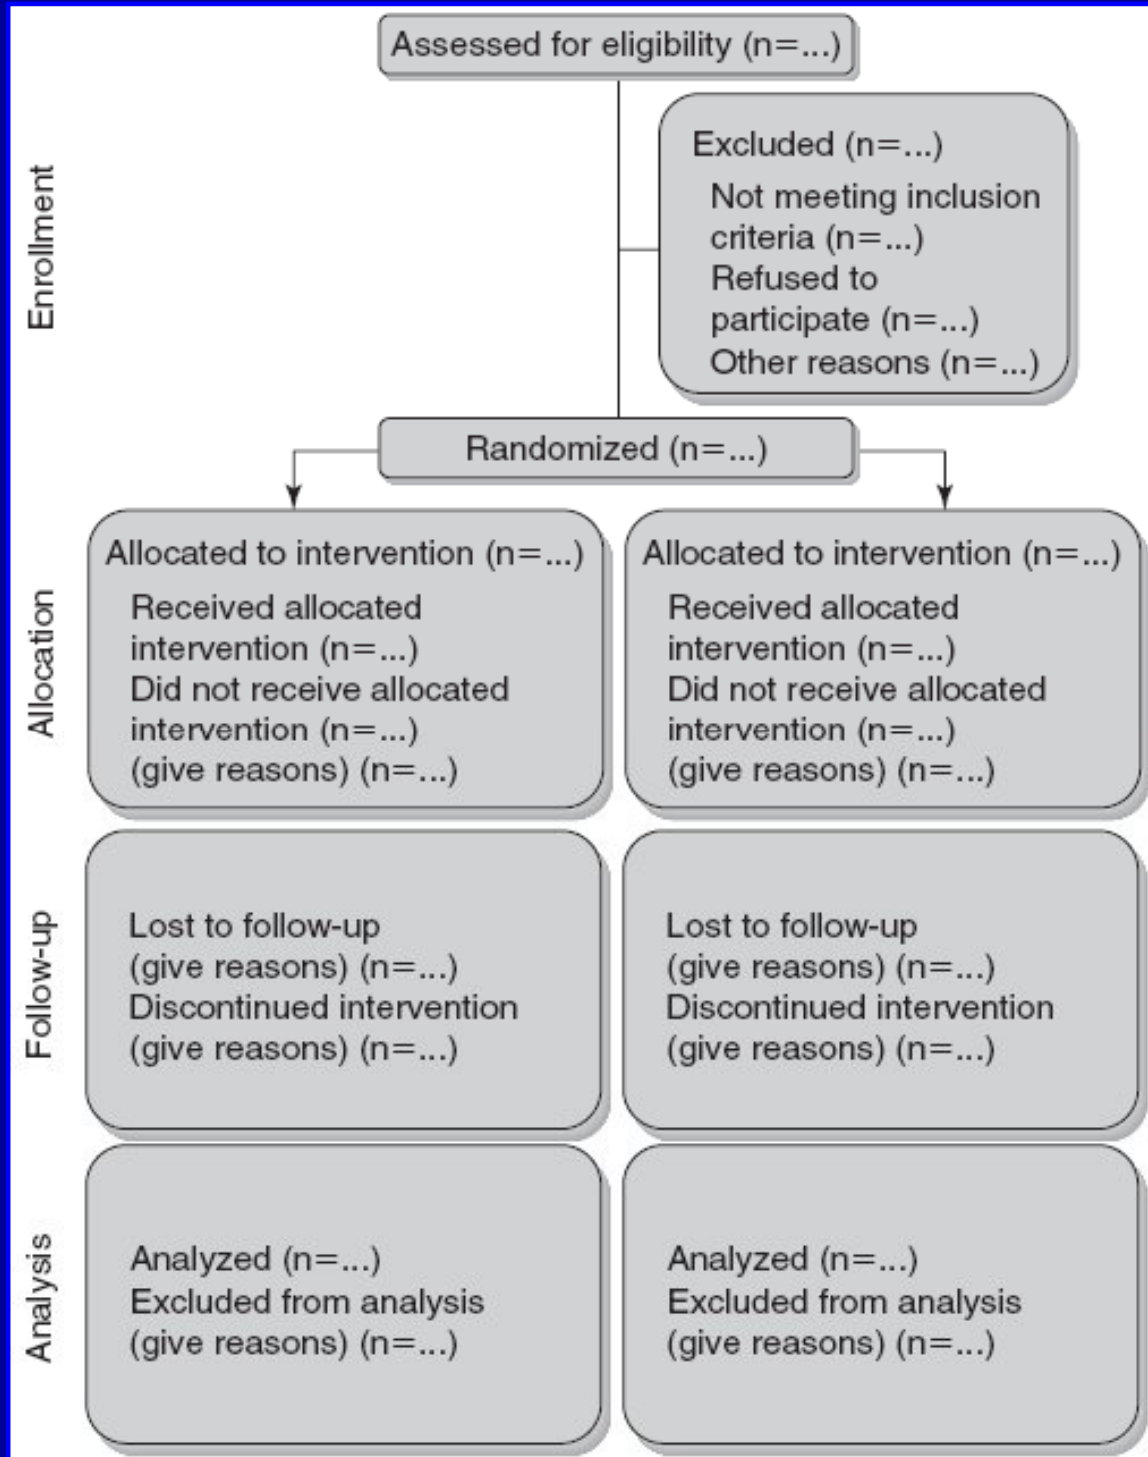 Assessed for eligibility (n=...)
Enrollment
Excluded (n=...)
Not meeting inclusion
criteria (n=...)
Refused to
participate (n=...)
Other reasons (n=...)
Randomized (n=...)
Allocation
Allocated to intervention (n=...)
Received allocated
intervention (n=...)
Did not receive allocated
intervention (n=...)
(give reasons) (n=...)
Allocated to intervention (n=...)
Received allocated
intervention (n=...)
Did not receive allocated
intervention (n=...)
(give reasons) (n=...)
Follow-up
Lost to follow-up
(give reasons) (n=...)
Discontinued intervention
(give reasons) (n=...)
Lost to follow-up
(give reasons) (n=...)
Discontinued intervention
(give reasons) (n=...)
Analysis
Analyzed (n=...)
Excluded from analysis
(give reasons) (n=...)
Analyzed (n=...)
Excluded from analysis
(give reasons) (n=...)